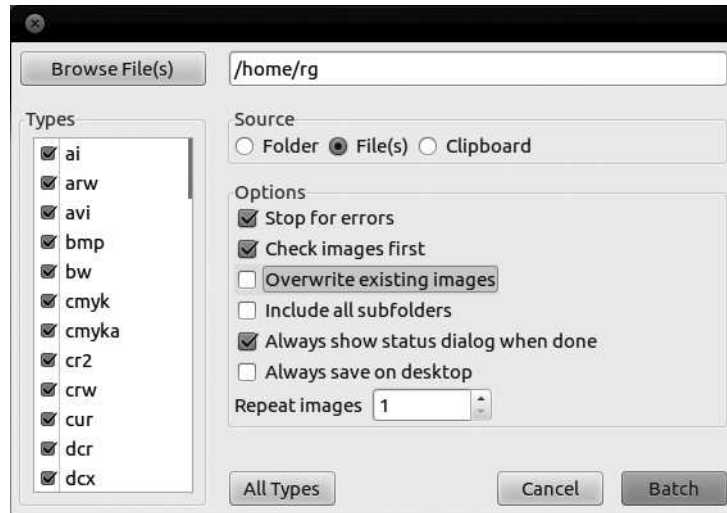 Browse File(s)
/home/rg
Types
ai
arw
avi
bmp
bw
cmyk
cmyka
cr2
crw
cur
dcr
dcx
Source
Folder File(s) Clipboard
Options
Stop for errors
Check images first
Overwrite existing images
Include all subfolders
Always show status dialog when done
Always save on desktop
Repeat images 1
All Types Cancel Batch